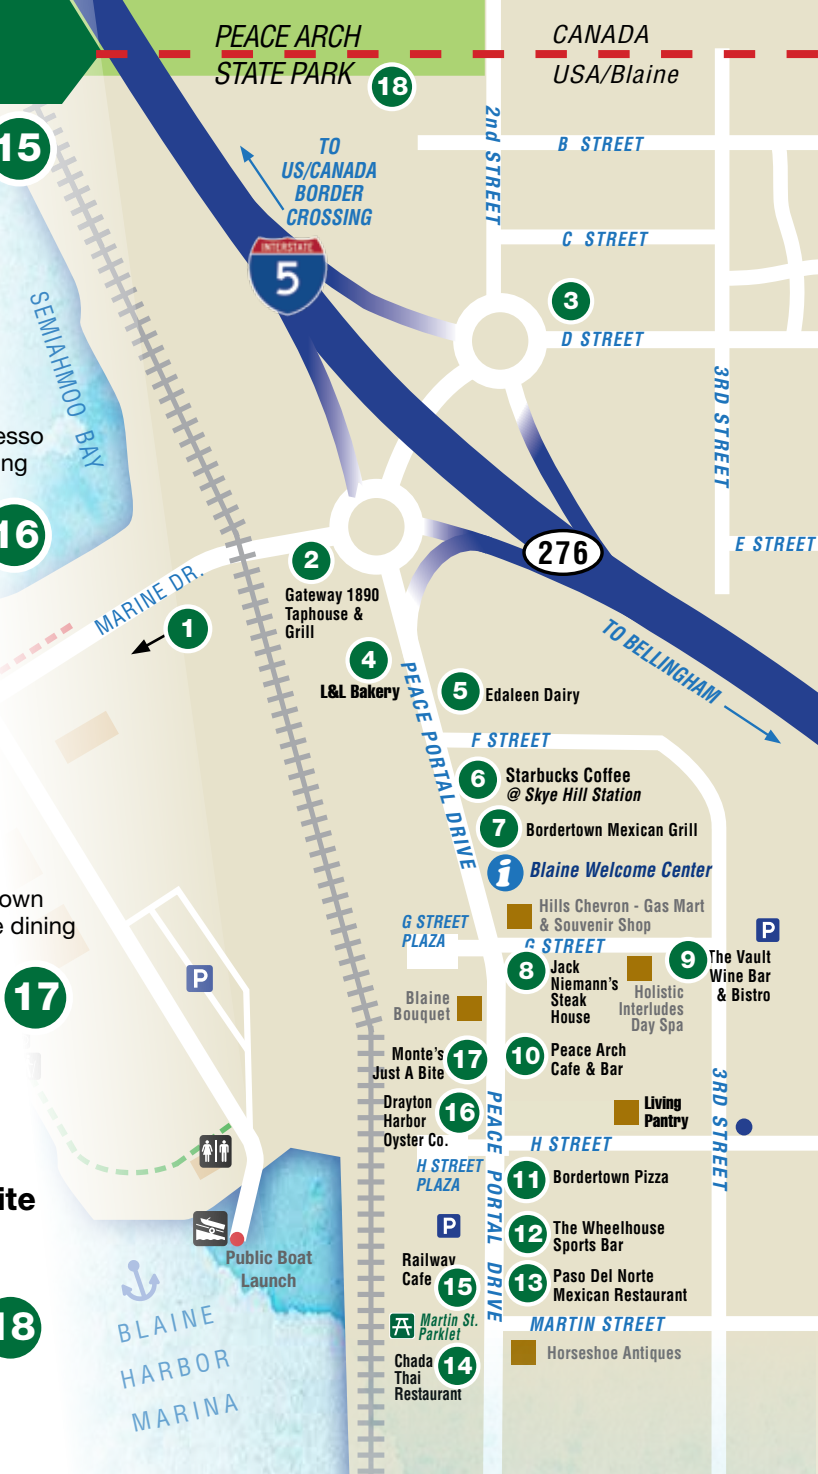 PEACE ARCH
STATE PARK
18
CANADA
USA/Blaine
15
2nd STREET
B STREET
TO
US/CANADA
BORDER
CROSSING
C STREET
INTERSTATE
5
3
D STREET
SEMIAHMOO BAY
3RD STREET
esso
ng
16
276
E STREET
2
Gateway 1890
Taphouse &
Grill
MARINE DR.
1
TO BELLINGHAM
4
L&L Bakery
5
Edaleen Dairy
PEACE PORTAL DRIVE
F STREET
6
Starbucks Coffee
@ Skye Hill Station
7
Bordertown Mexican Grill
i
Blaine Welcome Center
own
e dining
Hills Chevron - Gas Mart
& Souvenir Shop
G STREET
PLAZA
G STREET
P
8
Jack
Niemann's
Steak
House
9
The Vault
Wine Bar
& Bistro
Holistic
Interludes
Day Spa
P
17
Blaine
Bouquet
Monte's
Just A Bite
17
10
Peace Arch
Cafe & Bar
Drayton
Harbor
Oyster Co.
16
Living
Pantry
PEACE PORTAL DRIVE
3RD STREET
H STREET
H STREET
PLAZA
11
Bordertown Pizza
ite
P
12
The Wheelhouse
Sports Bar
Public Boat
Launch
Railway
Cafe
15
13
Paso Del Norte
Mexican Restaurant
18
Martin St.
Parklet
MARTIN STREET
BLAINE
HARBOR
MARINA
Chada
Thai
Restaurant
14
Horseshoe Antiques